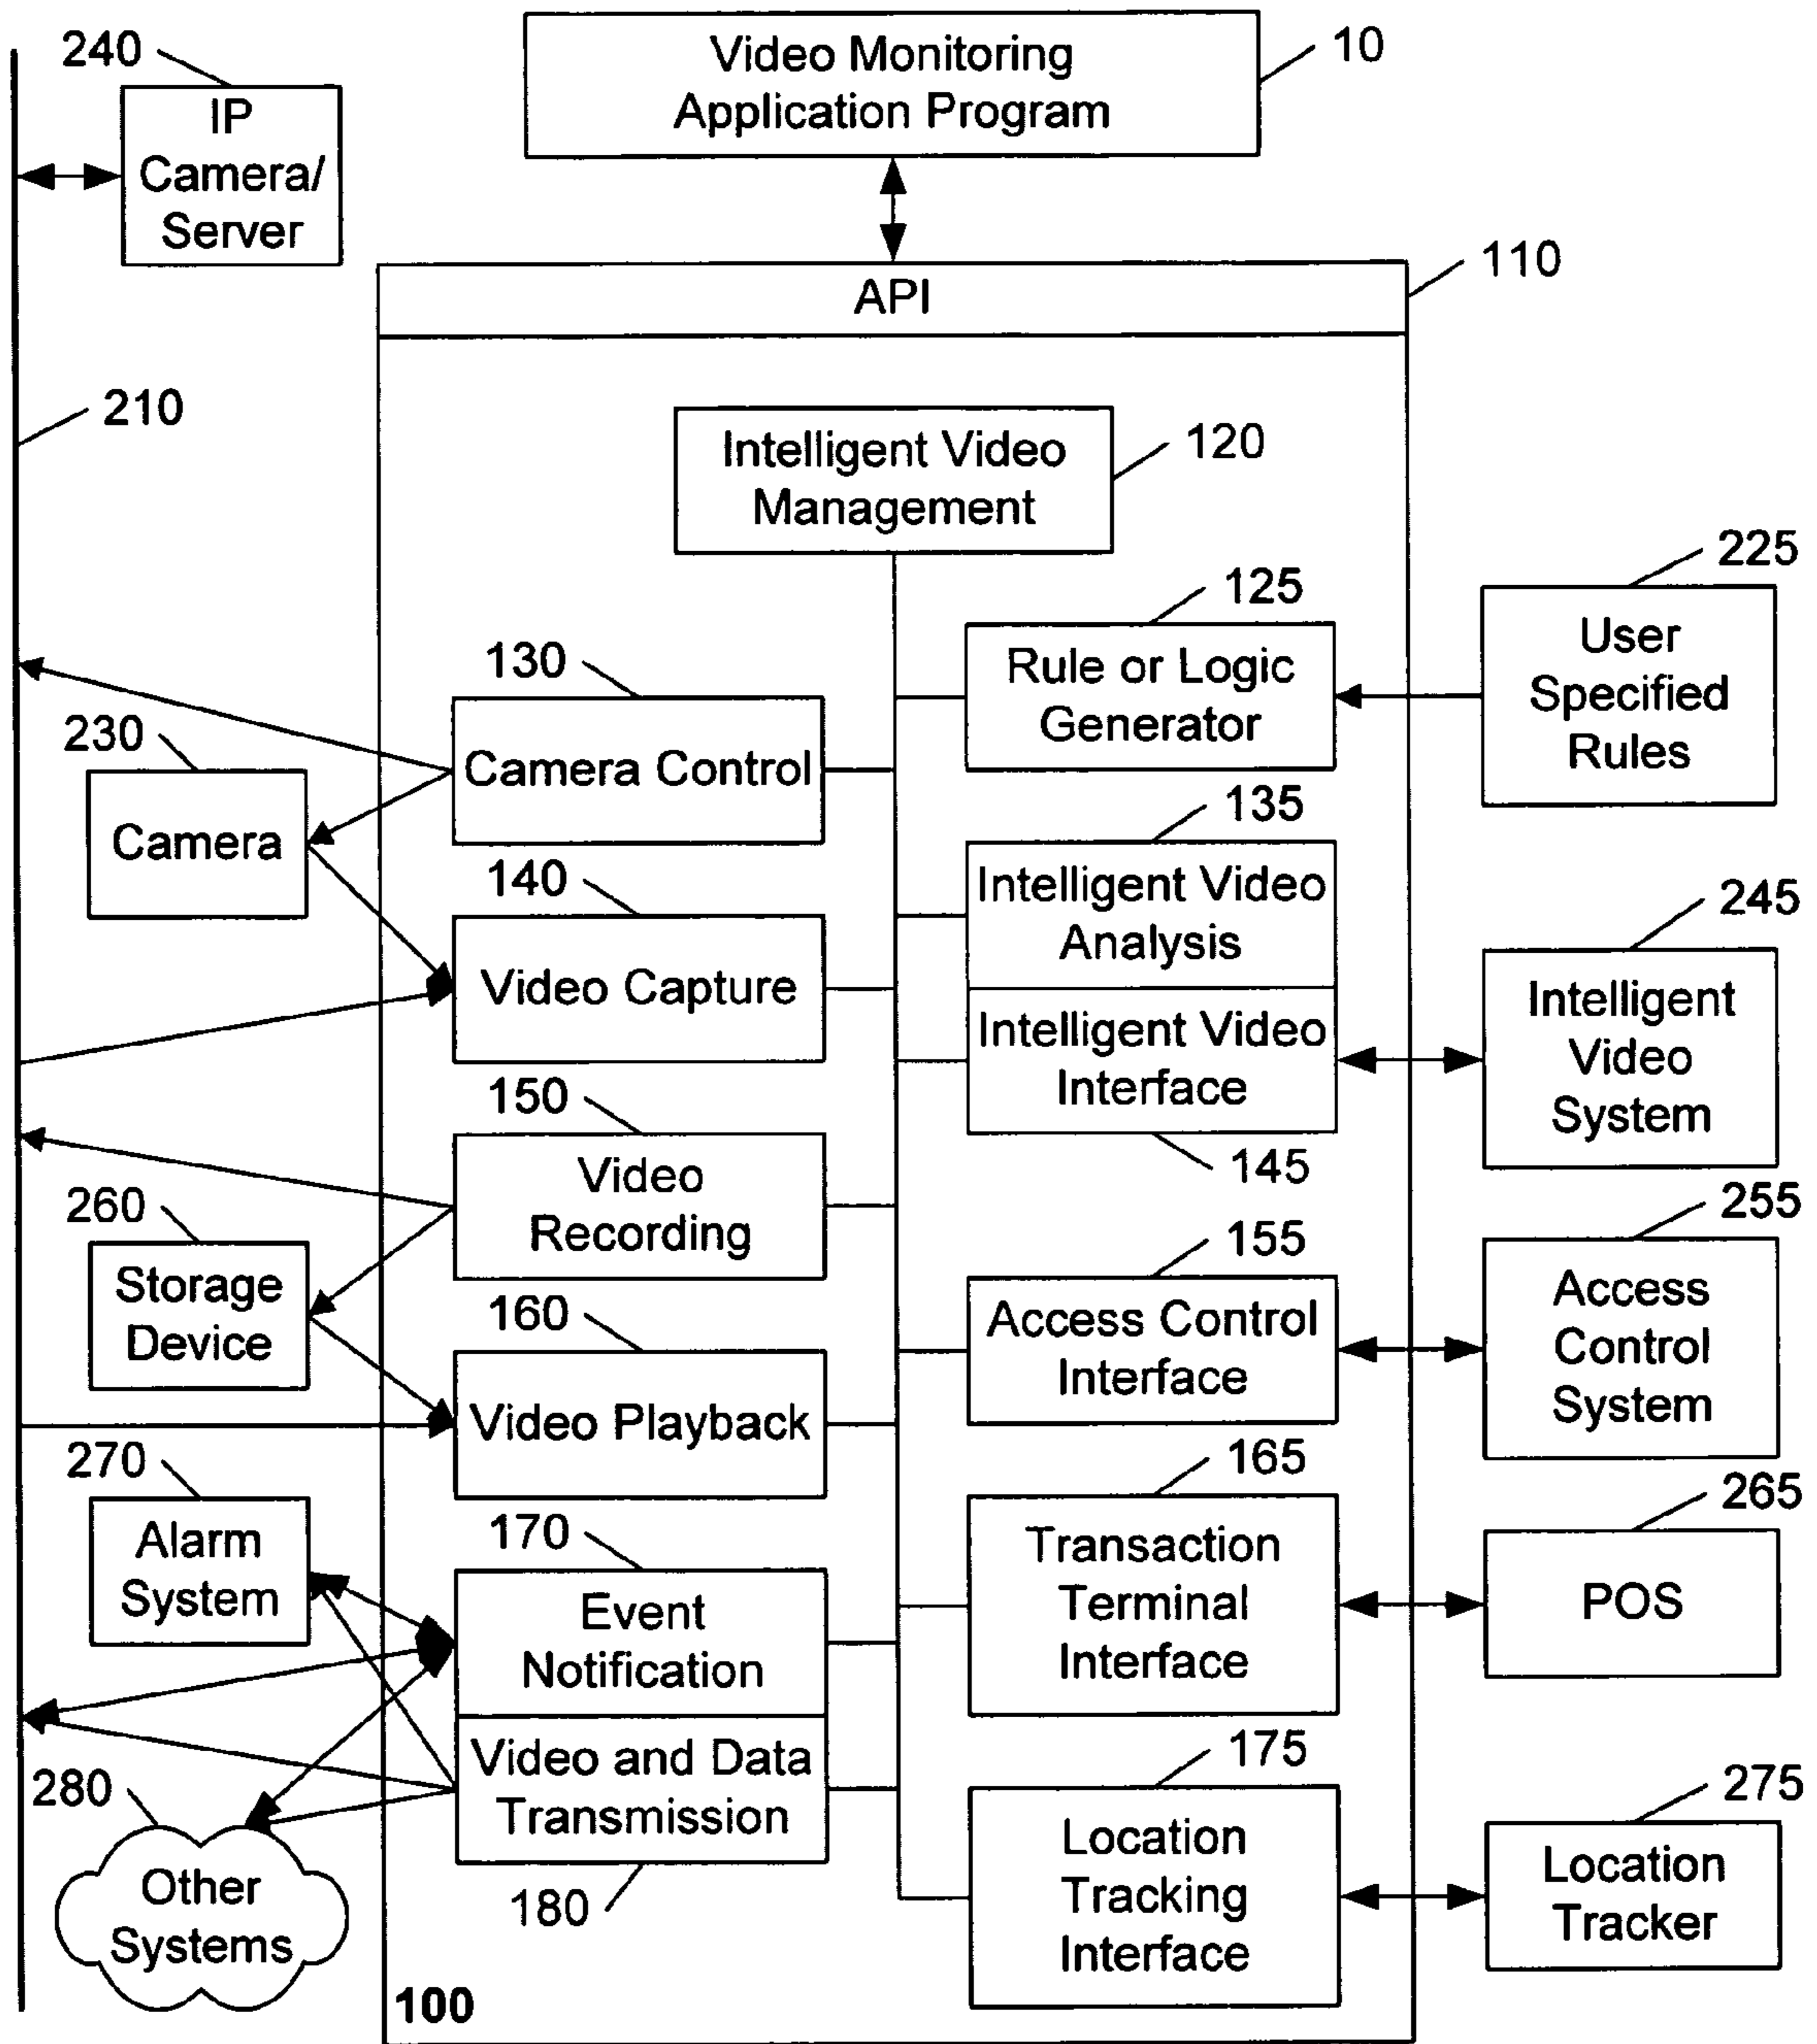 240
IP
Camera/
Server
Video Monitoring
Application Program
10
API
110
210
Intelligent Video
Management
120
125
Rule or Logic
Generator
225
User
Specified
Rules
130
Camera Control
230
Camera
135
Intelligent Video
Analysis
140
Video Capture
Intelligent Video
Interface
145
245
Intelligent
Video
System
150
Video
Recording
260
Storage
Device
155
Access Control
Interface
255
Access
Control
System
160
Video Playback
270
Alarm
System
165
Transaction
Terminal
Interface
265
POS
170
Event
Notification
Video and Data
Transmission
180
175
Location
Tracking
Interface
275
Location
Tracker
280
Other
Systems
100